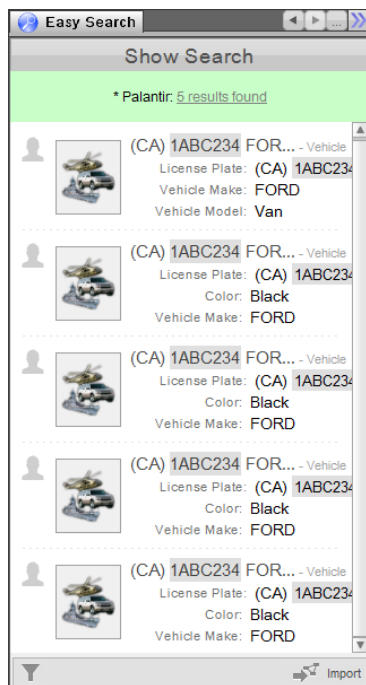 Easy Search
...
Show Search
* Palantir: 5 results found
(CA) 1ABC234 FOR... - Vehicle
License Plate: (CA) 1ABC234
Vehicle Make: FORD
Vehicle Model: Van
(CA) 1ABC234 FOR... - Vehicle
License Plate: (CA) 1ABC234
Color: Black
Vehicle Make: FORD
(CA) 1ABC234 FOR... - Vehicle
License Plate: (CA) 1ABC234
Color: Black
Vehicle Make: FORD
(CA) 1ABC234 FOR... - Vehicle
License Plate: (CA) 1ABC234
Color: Black
Vehicle Make: FORD
(CA) 1ABC234 FOR... - Vehicle
License Plate: (CA) 1ABC234
Color: Black
Vehicle Make: FORD
Import